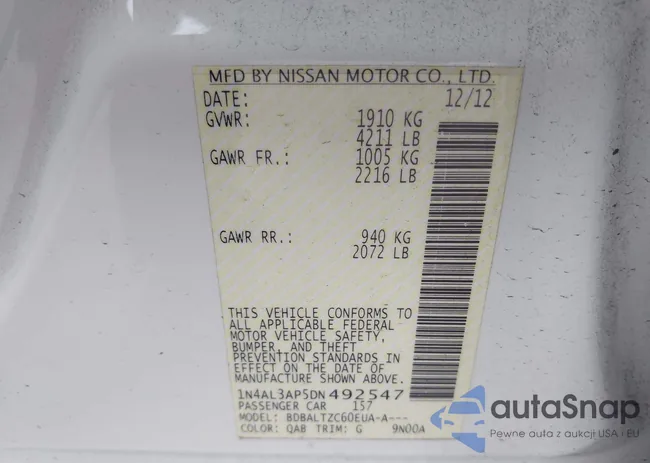 MFD BY NISSAN MOTOR CO., LTD.
DATE: 12/12
GVWR: 1910 KG
4211 LB
GAWR FR.: 1005 KG
2216 LB
GAWR RR.: 940 KG
2072 LB
THIS VEHICLE CONFORMS TO
ALL APPLICABLE FEDERAL
MOTOR VEHICLE SAFETY,
BUMPER, AND THEFT
PREVENTION STANDARDS IN
EFFECT ON THE DATE OF
MANUFACTURE SHOWN ABOVE.
1N4AL3AP5DN492547
PASSENGER CAR 157
MODEL: BDBALTZC60EUA-A---
COLOR: QAB TRIM: G 9N00A
autoSnap
Pewne auta z aukcji USA i EU